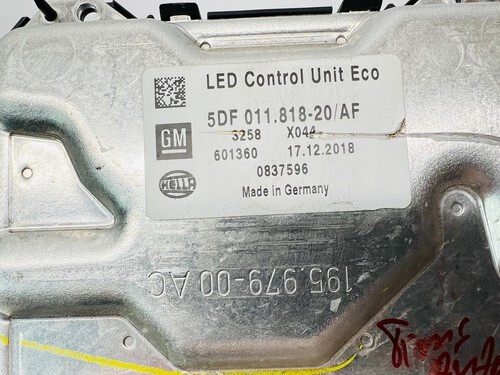 LED Control Unit Eco
5DF 011.818-20/AF
GM
3258 X044
601360 17.12.2018
HELLA
0837596
Made in Germany
195.979-00 AC